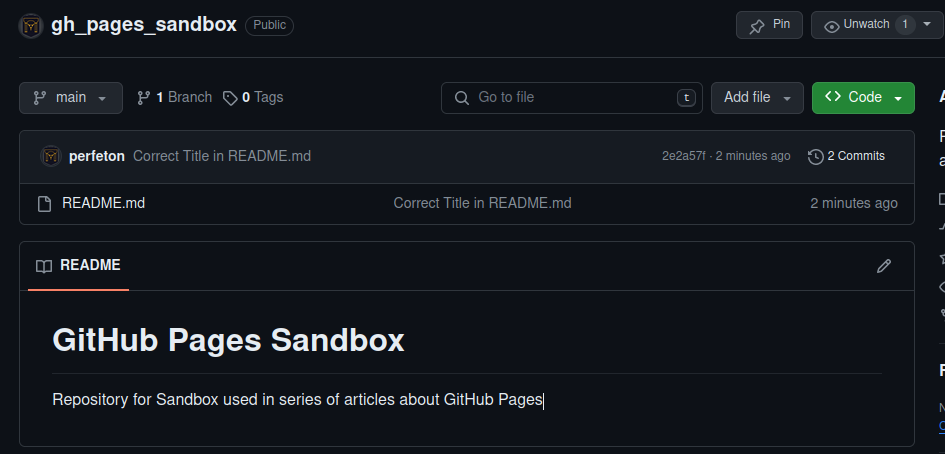 gh_pages_sandbox Public Pin Unwatch 1
main 1 Branch 0 Tags Go to file t Add file Code
perfeton Correct Title in README.md 2e2a57f · 2 minutes ago 2 Commits
README.md Correct Title in README.md 2 minutes ago
README
GitHub Pages Sandbox
Repository for Sandbox used in series of articles about GitHub Pages